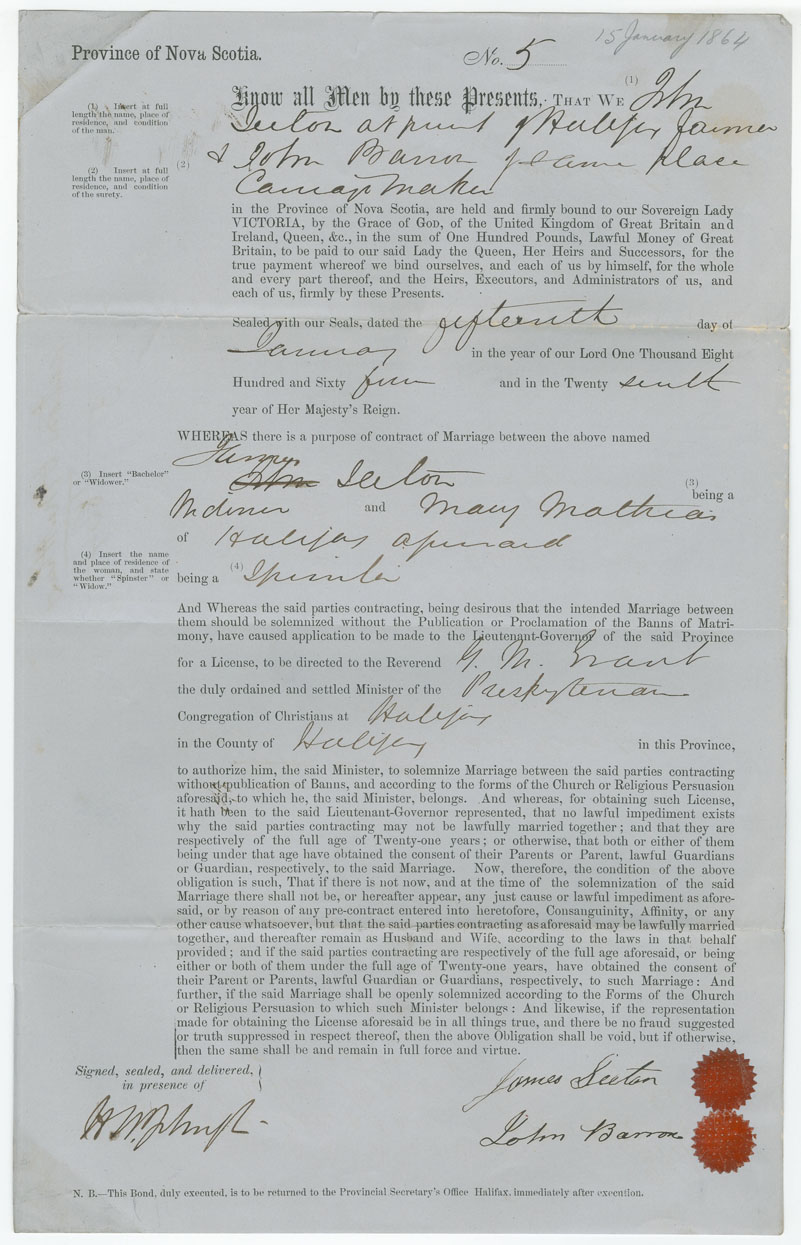 15 January 1864
Province of Nova Scotia.
No. 5
(1)
Know all Men by these Presents, THAT WE John
(1) Insert at full
length the name, place of
residence, and condition
of the man.
Seeton at present of Halifax farmer
(2) & John Barron of same place
(2) Insert at full
length the name, place of
residence, and condition
of the surety.
Carriage Maker
in the Province of Nova Scotia, are held and firmly bound to our Sovereign Lady
VICTORIA, by the Grace of GOD, of the United Kingdom of Great Britain and
Ireland, Queen, &c., in the sum of One Hundred Pounds, Lawful Money of Great
Britain, to be paid to our said Lady the Queen, Her Heirs and Successors, for the
true payment whereof we bind ourselves, and each of us by himself, for the whole
and every part thereof, and the Heirs, Executors, and Administrators of us, and
each of us, firmly by these Presents.
Sealed with our Seals, dated the fifteenth day of
January in the year of our Lord One Thousand Eight
Hundred and Sixty four and in the Twenty
year of Her Majesty's Reign.
WHEREAS there is a purpose of contract of Marriage between the above named
James
John Seeton
(3) Insert "Bachelor"
or "Widower."
(3)
being a
Widower and Mary Mathias
of Halifax
(4) Insert the name
and place of residence of
the woman, and state
whether "Spinster" or
"Widow."
being a (4) Spinster
And Whereas the said parties contracting, being desirous that the intended Marriage between
them should be solemnized without the Publication or Proclamation of the Banns of Matri-
mony, have caused application to be made to the Lieutenant-Governor of the said Province
for a License, to be directed to the Reverend G. M. Grant
the duly ordained and settled Minister of the Presbyterian
Congregation of Christians at Halifax
in the County of Halifax in this Province,
to authorize him, the said Minister, to solemnize Marriage between the said parties contracting
without publication of Banns, and according to the forms of the Church or Religious Persuasion
aforesaid, to which he, the said Minister, belongs. And whereas, for obtaining such License,
it hath been to the said Lieutenant-Governor represented, that no lawful impediment exists
why the said parties contracting may not be lawfully married together; and that they are
respectively of the full age of Twenty-one years; or otherwise, that both or either of them
being under that age have obtained the consent of their Parents or Parent, lawful Guardians
or Guardian, respectively, to the said Marriage. Now, therefore, the condition of the above
obligation is such, That if there is not now, and at the time of the solemnization of the said
Marriage there shall not be, or hereafter appear, any just cause or lawful impediment as afore-
said, or by reason of any pre-contract entered into heretofore, Consanguinity, Affinity, or any
other cause whatsoever, but that the said parties contracting as aforesaid may be lawfully married
together, and thereafter remain as Husband and Wife, according to the laws in that behalf
provided; and if the said parties contracting are respectively of the full age aforesaid, or being
either or both of them under the full age of Twenty-one years, have obtained the consent of
their Parent or Parents, lawful Guardian or Guardians, respectively, to such Marriage: And
further, if the said Marriage shall be openly solemnized according to the Forms of the Church
or Religious Persuasion to which such Minister belongs: And likewise, if the representation
made for obtaining the License aforesaid be in all things true, and there be no fraud suggested
or truth suppressed in respect thereof, then the above Obligation shall be void, but if otherwise,
then the same shall be and remain in full force and virtue.
Signed, sealed, and delivered,
in presence of
James Seeton
John Barron
N. B.—This Bond, duly executed, is to be returned to the Provincial Secretary's Office Halifax, immediately after execution.